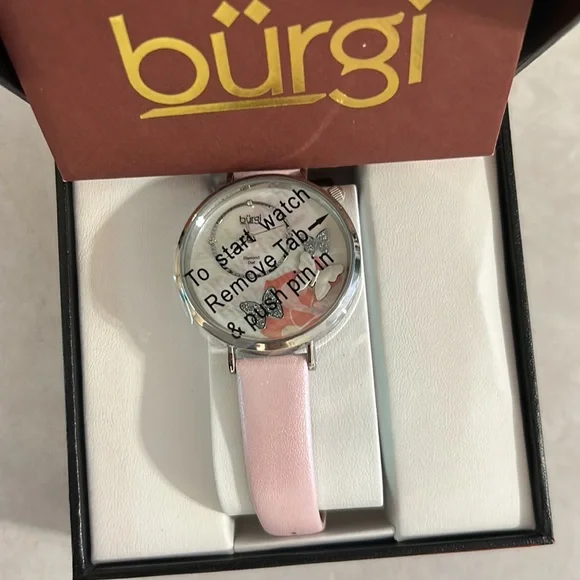 bürgi
bürgi
To start watch
Remove Tab
& push pin in